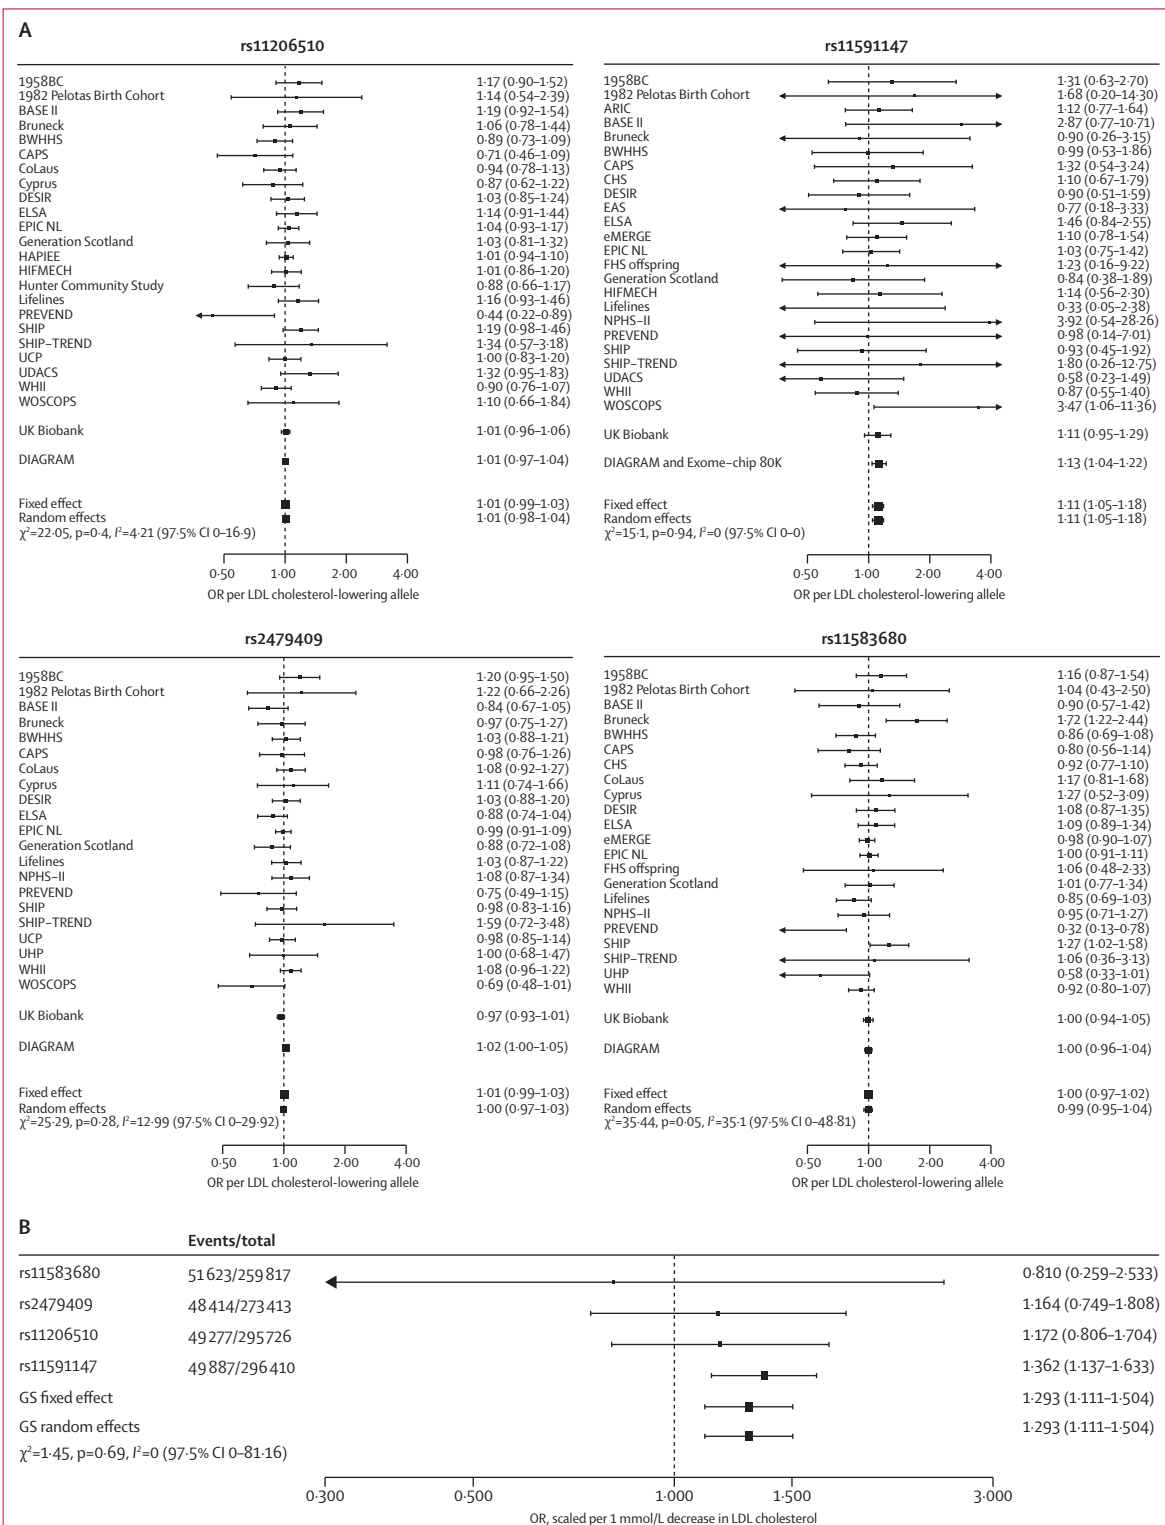 A
rs11206510
1958BC 1·17 (0·90–1·52)
1982 Pelotas Birth Cohort 1·14 (0·54–2·39)
BASE II 1·19 (0·92–1·54)
Bruneck 1·06 (0·78–1·44)
BWHHS 0·89 (0·73–1·09)
CAPS 0·71 (0·46–1·09)
CoLaus 0·94 (0·78–1·13)
Cyprus 0·87 (0·62–1·22)
DESIR 1·03 (0·85–1·24)
ELSA 1·14 (0·91–1·44)
EPIC NL 1·04 (0·93–1·17)
Generation Scotland 1·03 (0·81–1·32)
HAPIEE 1·01 (0·94–1·10)
HIFMECH 1·01 (0·86–1·20)
Hunter Community Study 0·88 (0·66–1·17)
Lifelines 1·16 (0·93–1·46)
PREVEND 0·44 (0·22–0·89)
SHIP 1·19 (0·98–1·46)
SHIP–TREND 1·34 (0·57–3·18)
UCP 1·00 (0·83–1·20)
UDACS 1·32 (0·95–1·83)
WHII 0·90 (0·76–1·07)
WOSCOPS 1·10 (0·66–1·84)
UK Biobank 1·01 (0·96–1·06)
DIAGRAM 1·01 (0·97–1·04)
Fixed effect 1·01 (0·99–1·03)
Random effects 1·01 (0·98–1·04)
χ²=22·05, p=0·4, I²=4·21 (97·5% CI 0–16·9)
0·50 1·00 2·00 4·00
OR per LDL cholesterol-lowering allele
rs11591147
1958BC 1·31 (0·63–2·70)
1982 Pelotas Birth Cohort 1·68 (0·20–14·30)
ARIC 1·12 (0·77–1·64)
BASE II 2·87 (0·77–10·71)
Bruneck 0·90 (0·26–3·15)
BWHHS 0·99 (0·53–1·86)
CAPS 1·32 (0·54–3·24)
CHS 1·10 (0·67–1·79)
DESIR 0·90 (0·51–1·59)
EAS 0·77 (0·18–3·33)
ELSA 1·46 (0·84–2·55)
eMERGE 1·10 (0·78–1·54)
EPIC NL 1·03 (0·75–1·42)
FHS offspring 1·23 (0·16–9·22)
Generation Scotland 0·84 (0·38–1·89)
HIFMECH 1·14 (0·56–2·30)
Lifelines 0·33 (0·05–2·38)
NPHS–II 3·92 (0·54–28·26)
PREVEND 0·98 (0·14–7·01)
SHIP 0·93 (0·45–1·92)
SHIP–TREND 1·80 (0·26–12·75)
UDACS 0·58 (0·23–1·49)
WHII 0·87 (0·55–1·40)
WOSCOPS 3·47 (1·06–11·36)
UK Biobank 1·11 (0·95–1·29)
DIAGRAM and Exome–chip 80K 1·13 (1·04–1·22)
Fixed effect 1·11 (1·05–1·18)
Random effects 1·11 (1·05–1·18)
χ²=15·1, p=0·94, I²=0 (97·5% CI 0–0)
0·50 1·00 2·00 4·00
OR per LDL cholesterol-lowering allele
rs2479409
1958BC 1·20 (0·95–1·50)
1982 Pelotas Birth Cohort 1·22 (0·66–2·26)
BASE II 0·84 (0·67–1·05)
Bruneck 0·97 (0·75–1·27)
BWHHS 1·03 (0·88–1·21)
CAPS 0·98 (0·76–1·26)
CoLaus 1·08 (0·92–1·27)
Cyprus 1·11 (0·74–1·66)
DESIR 1·03 (0·88–1·20)
ELSA 0·88 (0·74–1·04)
EPIC NL 0·99 (0·91–1·09)
Generation Scotland 0·88 (0·72–1·08)
Lifelines 1·03 (0·87–1·22)
NPHS–II 1·08 (0·87–1·34)
PREVEND 0·75 (0·49–1·15)
SHIP 0·98 (0·83–1·16)
SHIP–TREND 1·59 (0·72–3·48)
UCP 0·98 (0·85–1·14)
UHP 1·00 (0·68–1·47)
WHII 1·08 (0·96–1·22)
WOSCOPS 0·69 (0·48–1·01)
UK Biobank 0·97 (0·93–1·01)
DIAGRAM 1·02 (1·00–1·05)
Fixed effect 1·01 (0·99–1·03)
Random effects 1·00 (0·97–1·03)
χ²=25·29, p=0·28, I²=12·99 (97·5% CI 0–29·92)
0·50 1·00 2·00 4·00
OR per LDL cholesterol-lowering allele
rs11583680
1958BC 1·16 (0·87–1·54)
1982 Pelotas Birth Cohort 1·04 (0·43–2·50)
BASE II 0·90 (0·57–1·42)
Bruneck 1·72 (1·22–2·44)
BWHHS 0·86 (0·69–1·08)
CAPS 0·80 (0·56–1·14)
CHS 0·92 (0·77–1·10)
CoLaus 1·17 (0·81–1·68)
Cyprus 1·27 (0·52–3·09)
DESIR 1·08 (0·87–1·35)
ELSA 1·09 (0·89–1·34)
eMERGE 0·98 (0·90–1·07)
EPIC NL 1·00 (0·91–1·11)
FHS offspring 1·06 (0·48–2·33)
Generation Scotland 1·01 (0·77–1·34)
Lifelines 0·85 (0·69–1·03)
NPHS–II 0·95 (0·71–1·27)
PREVEND 0·32 (0·13–0·78)
SHIP 1·27 (1·02–1·58)
SHIP–TREND 1·06 (0·36–3·13)
UHP 0·58 (0·33–1·01)
WHII 0·92 (0·80–1·07)
UK Biobank 1·00 (0·94–1·05)
DIAGRAM 1·00 (0·96–1·04)
Fixed effect 1·00 (0·97–1·02)
Random effects 0·99 (0·95–1·04)
χ²=35·44, p=0·05, I²=35·1 (97·5% CI 0–48·81)
0·50 1·00 2·00 4·00
OR per LDL cholesterol-lowering allele
B
Events/total
rs11583680 51 623/259 817 0·810 (0·259–2·533)
rs2479409 48 414/273 413 1·164 (0·749–1·808)
rs11206510 49 277/295 726 1·172 (0·806–1·704)
rs11591147 49 887/296 410 1·362 (1·137–1·633)
GS fixed effect 1·293 (1·111–1·504)
GS random effects 1·293 (1·111–1·504)
χ²=1·45, p=0·69, I²=0 (97·5% CI 0–81·16)
0·300 0·500 1·000 1·500 3·000
OR, scaled per 1 mmol/L decrease in LDL cholesterol